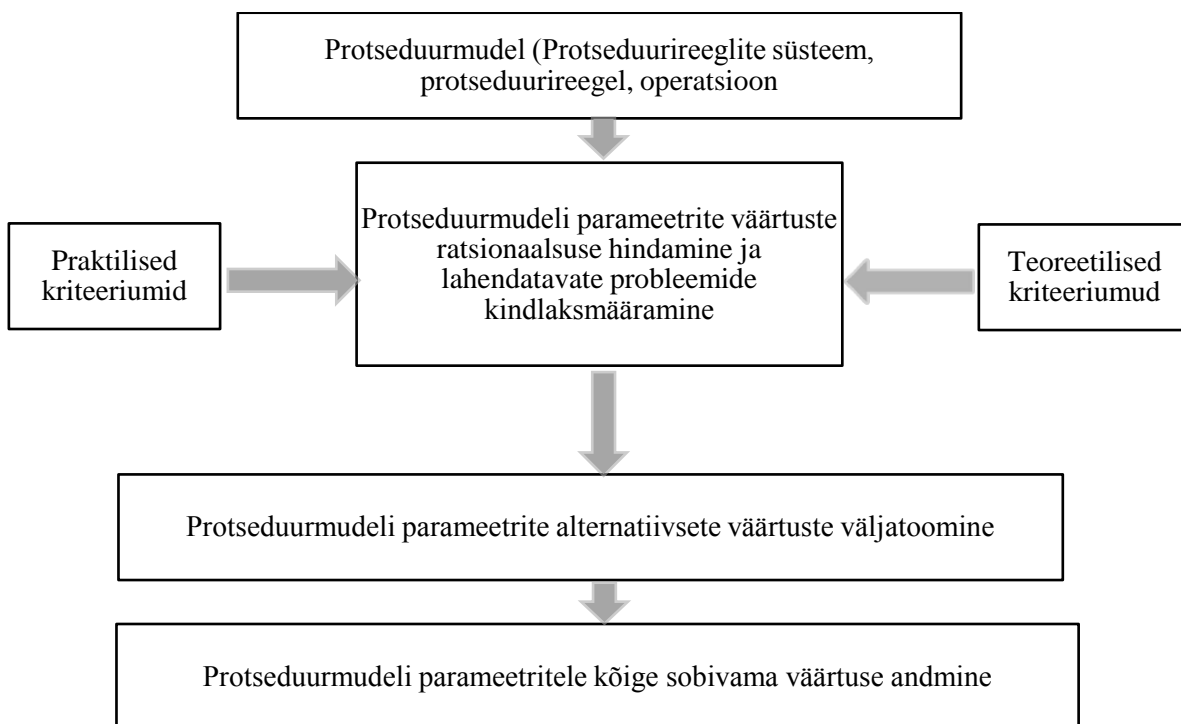 Protseduurmudel (Protseduurireeglite süsteem,
protseduurireegel, operatsioon
Protseduurmudeli parameetrite väärtuste
ratsionaalsuse hindamine ja
lahendatavate probleemide
kindlaksmääramine
Praktilised
kriteeriumid
Teoreetilised
kriteeriumud
Protseduurmudeli parameetrite alternatiivsete väärtuste väljatoomine
Protseduurmudeli parameetritele kõige sobivama väärtuse andmine